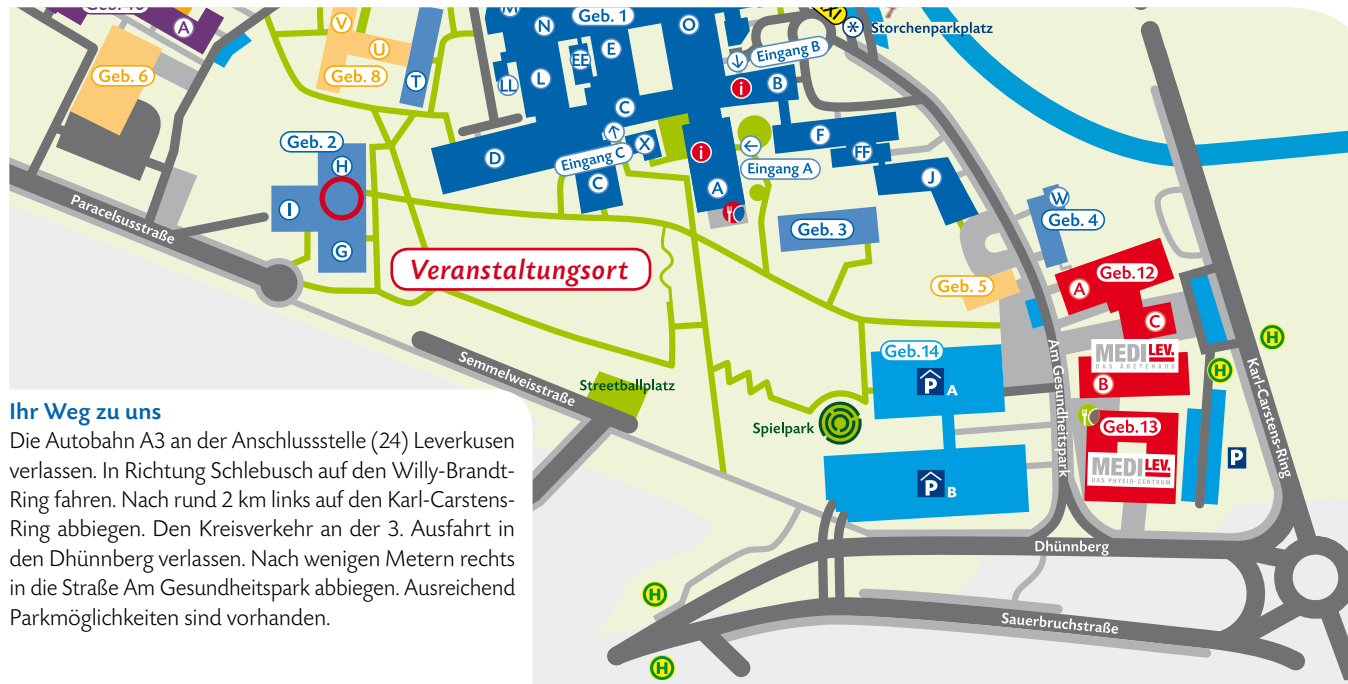 M
Geb. 1
TAXI
A
V
N
O
Storchenparkplatz
U
E
EE
Eingang B
Geb. 6
Geb. 8
T
LL
L
i
B
C
F
Geb. 2
H
D
Eingang C
X
i
Eingang A
FF
J
I
C
A
W
Paracelsusstraße
G
Geb. 3
Geb. 4
Veranstaltungsort
Geb. 5
Geb.12
A
C
Geb.14
MEDILEV.
DAS ÄRZTEHAUS
H
H
Semmelweisstraße
Streetballplatz
P A
B
Am Gesundheitspark
Karl-Carstens-Ring
Spielpark
Geb.13
MEDILEV.
DAS PHYSIO-CENTRUM
P
P B
Dhünnberg
H
Sauerbruchstraße
H
Ihr Weg zu uns
Die Autobahn A3 an der Anschlussstelle (24) Leverkusen
verlassen. In Richtung Schlebusch auf den Willy-Brandt-
Ring fahren. Nach rund 2 km links auf den Karl-Carstens-
Ring abbiegen. Den Kreisverkehr an der 3. Ausfahrt in
den Dhünnberg verlassen. Nach wenigen Metern rechts
in die Straße Am Gesundheitspark abbiegen. Ausreichend
Parkmöglichkeiten sind vorhanden.